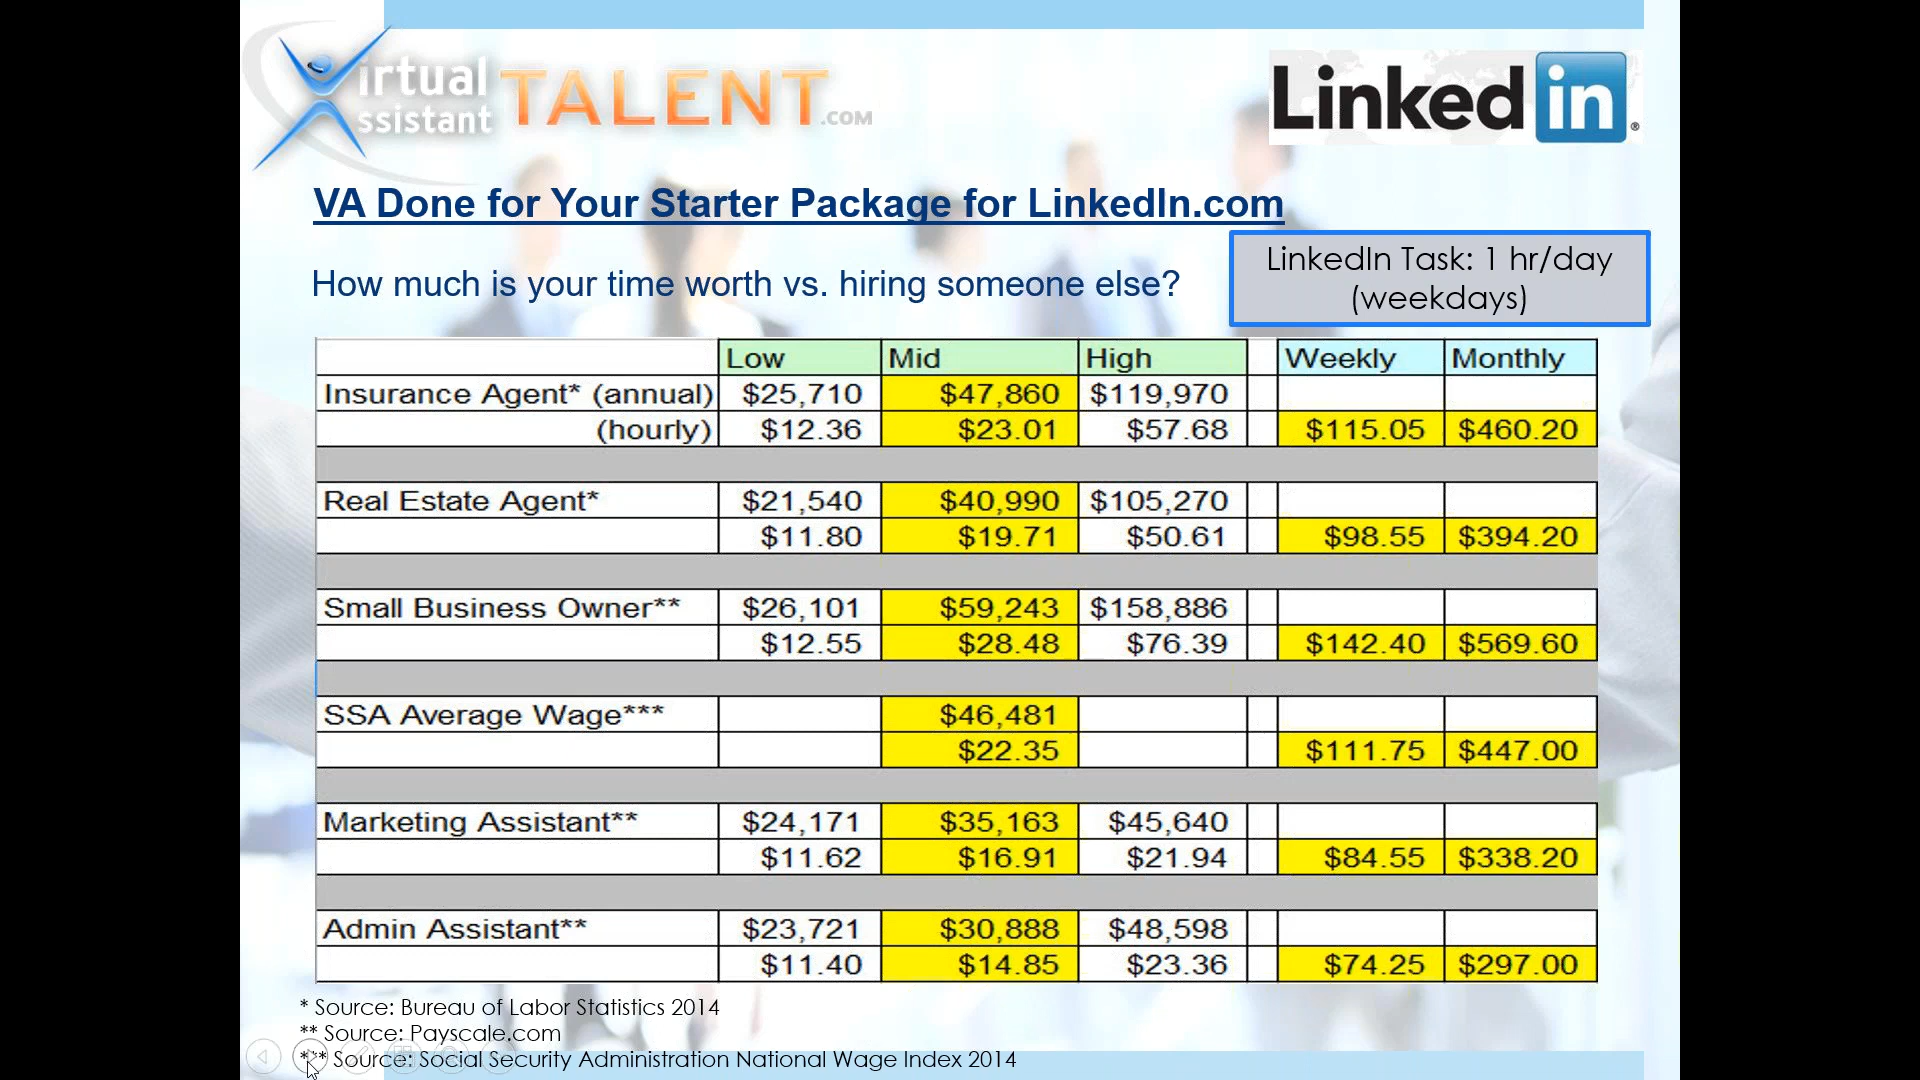 Virtual Assistant TALENT.COM
Linked in®
VA Done for Your Starter Package for LinkedIn.com
How much is your time worth vs. hiring someone else?
LinkedIn Task: 1 hr/day
(weekdays)
Low Mid High Weekly Monthly
Insurance Agent* (annual) $25,710 $47,860 $119,970
(hourly) $12.36 $23.01 $57.68 $115.05 $460.20
Real Estate Agent* $21,540 $40,990 $105,270
$11.80 $19.71 $50.61 $98.55 $394.20
Small Business Owner** $26,101 $59,243 $158,886
$12.55 $28.48 $76.39 $142.40 $569.60
SSA Average Wage*** $46,481
$22.35 $111.75 $447.00
Marketing Assistant** $24,171 $35,163 $45,640
$11.62 $16.91 $21.94 $84.55 $338.20
Admin Assistant** $23,721 $30,888 $48,598
$11.40 $14.85 $23.36 $74.25 $297.00
* Source: Bureau of Labor Statistics 2014
** Source: Payscale.com
*** Source: Social Security Administration National Wage Index 2014